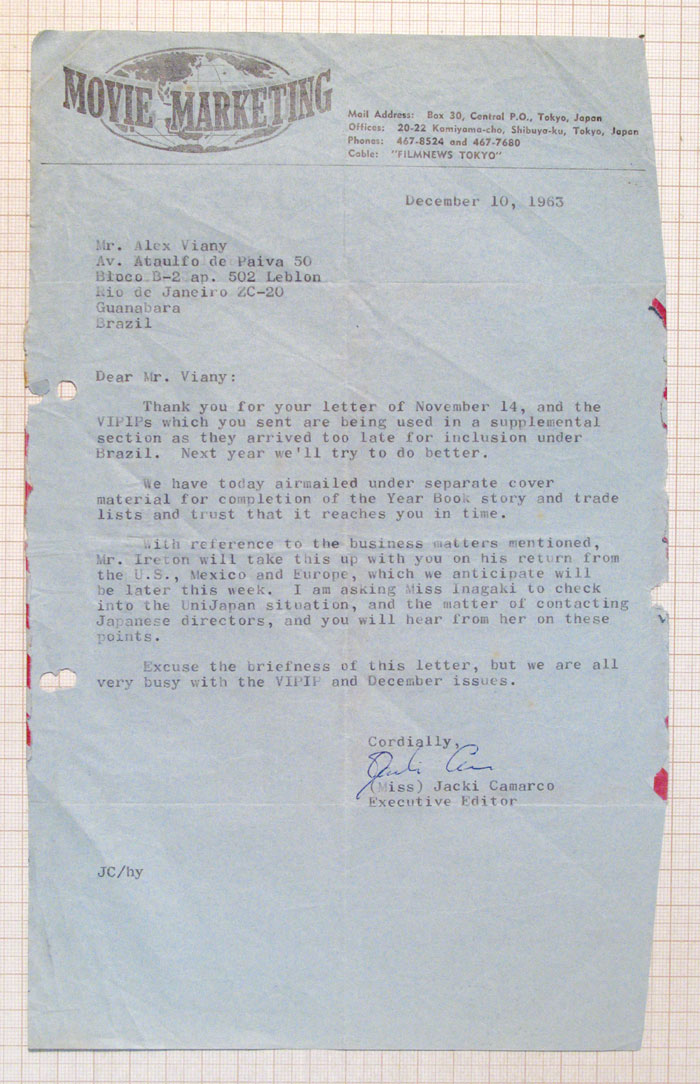 MOVIE MARKETING
Mail Address: Box 30, Central P.O., Tokyo, Japan
Offices: 20-22 Kamiyama-cho, Shibuya-ku, Tokyo, Japan
Phones: 467-8524 and 467-7680
Cable: "FILMNEWS TOKYO"
December 10, 1963
Mr. Alex Viany
Av. Ataulfo de Paiva 50
Bloco B-2 ap. 502 Leblon
Rio de Janeiro ZC-20
Guanabara
Brazil
Dear Mr. Viany:
Thank you for your letter of November 14, and the
VIPIPs which you sent are being used in a supplemental
section as they arrived too late for inclusion under
Brazil. Next year we'll try to do better.
We have today airmailed under separate cover
material for completion of the Year Book story and trade
lists and trust that it reaches you in time.
With reference to the business matters mentioned,
Mr. Ireton will take this up with you on his return from
the U.S., Mexico and Europe, which we anticipate will
be later this week. I am asking Miss Inagaki to check
into the UniJapan situation, and the matter of contacting
Japanese directors, and you will hear from her on these
points.
Excuse the briefness of this letter, but we are all
very busy with the VIPIP and December issues.
Cordially,
(Miss) Jacki Camarco
Executive Editor
JC/hy